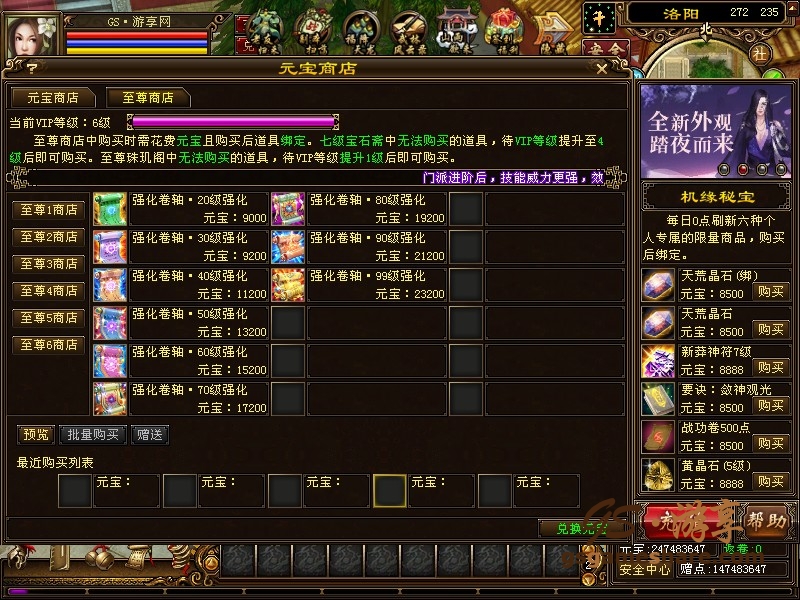 GS·游享网
安全
洛阳
272 235
北
社
?
元宝商店
元宝商店
至尊商店
当前VIP等级：6级
至尊商店中购买时需花费元宝且购买后道具绑定。七级宝石斋中无法购买的道具，待VIP等级提升至4
级后即可购买。至尊珠玑阁中无法购买的道具，待VIP等级提升1级后即可购买。
门派进阶后，技能威力更强，效
至尊1商店
至尊2商店
至尊3商店
至尊4商店
至尊5商店
至尊6商店
强化卷轴·20级强化
元宝：9000
强化卷轴·80级强化
元宝：19200
强化卷轴·30级强化
元宝：9200
强化卷轴·90级强化
元宝：21200
强化卷轴·40级强化
元宝：11200
强化卷轴·99级强化
元宝：23200
强化卷轴·50级强化
元宝：13200
强化卷轴·60级强化
元宝：15200
强化卷轴·70级强化
元宝：17200
预览
批量购买
赠送
最近购买列表
元宝：
元宝：
元宝：
元宝：
元宝：
全新外观
踏夜而来
机缘秘宝
每日0点刷新六种个
人专属的限量商品，购买
后绑定。
天荒晶石(绑)
元宝：8500
购买
天荒晶石
元宝：8500
购买
新莽神符7级
元宝：8888
购买
要诀：敛神观光
元宝：8500
购买
战功卷500点
元宝：8500
购买
黄晶石(5级)
元宝：8888
购买
帮助
元宝:247483647
安全中心
赠点:147483647